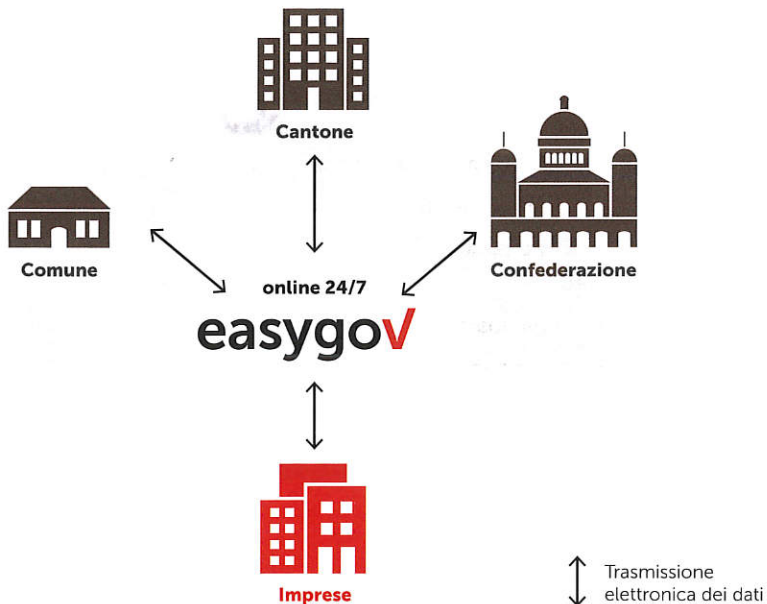 Cantone
Comune
Confederazione
online 24/7
easygov
Imprese
Trasmissione
elettronica dei dati